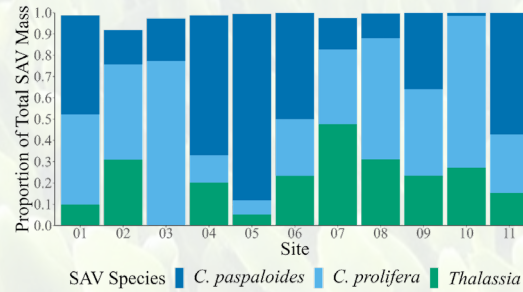 Proportion of Total SAV Mass
1.0
0.9
0.8
0.7
0.6
0.5
0.4
0.3
0.2
0.1
0.0
01 02 03 04 05 06 07 08 09 10 11
Site
SAV Species C. paspaloides C. prolifera Thalassia